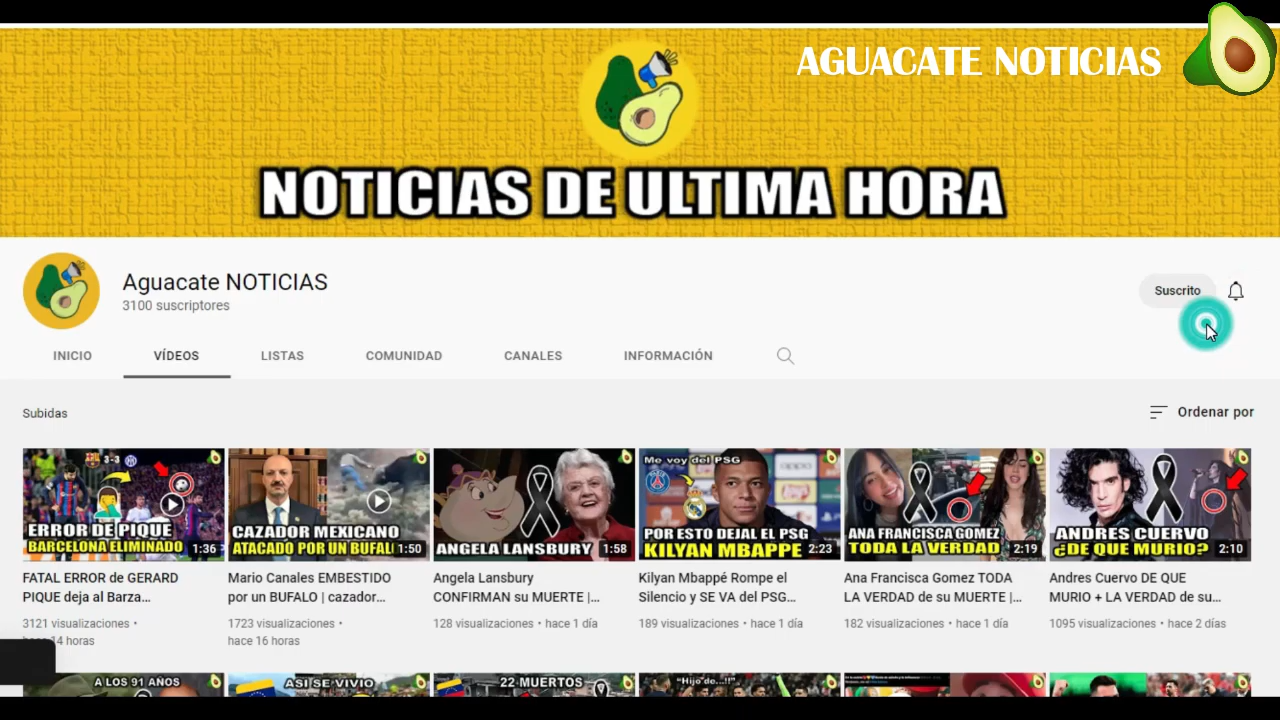 AGUACATE NOTICIAS
NOTICIAS DE ULTIMA HORA
Aguacate NOTICIAS
3100 suscriptores
Suscrito
INICIO VÍDEOS LISTAS COMUNIDAD CANALES INFORMACIÓN
Subidas
Ordenar por
3-3
ERROR DE PIQUE
BARCELONA ELIMINADO 1:36
FATAL ERROR de GERARD
PIQUE deja al Barza...
3121 visualizaciones •
14 horas
CAZADOR MEXICANO
ATACADO POR UN BUFAL 1:50
Mario Canales EMBESTIDO
por un BUFALO | cazador...
1723 visualizaciones •
hace 16 horas
ANGELA LANSBURY 1:58
Angela Lansbury
CONFIRMAN su MUERTE |...
128 visualizaciones • hace 1 día
Me voy del PSG
POR ESTO DEJAL EL PSG
KILYAN MBAPPE 2:23
Kilyan Mbappé Rompe el
Silencio y SE VA del PSG...
189 visualizaciones • hace 1 día
ANA FRANCISCA GOMEZ
TODA LA VERDAD 2:19
Ana Francisca Gomez TODA
LA VERDAD de su MUERTE |...
182 visualizaciones • hace 1 día
ANDRES CUERVO
¿DE QUE MURIO? 2:10
Andres Cuervo DE QUE
MURIO + LA VERDAD de su...
1095 visualizaciones • hace 2 días
A LOS 91 AÑOS
ASI SE VIVIO
22 MUERTOS
"Hijo de...!!"